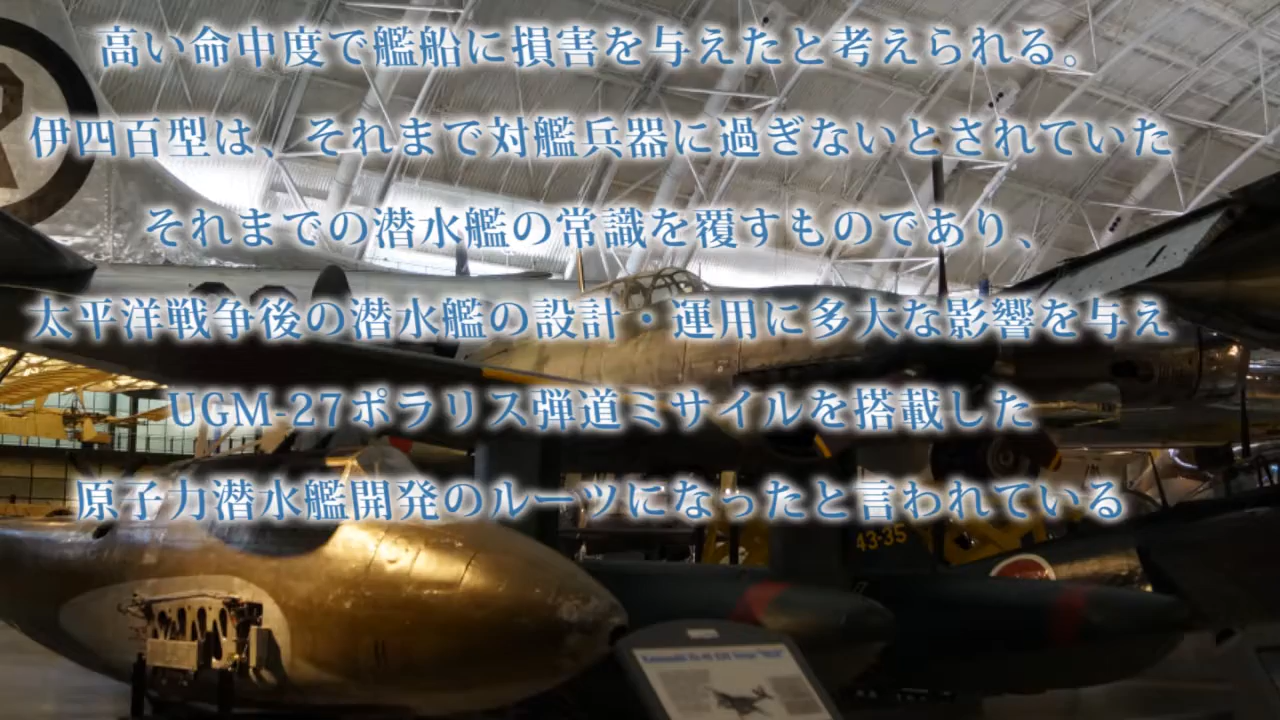 高い命中度で艦船に損害を与えたと考えられる。
伊四百型は、それまで対艦兵器に過ぎないとされていた
それまでの潜水艦の常識を覆すものであり、
太平洋戦争後の潜水艦の設計・運用に多大な影響を与え
UGM-27ポラリス弾道ミサイルを搭載した
原子力潜水艦開発のルーツになったと言われている
43-35